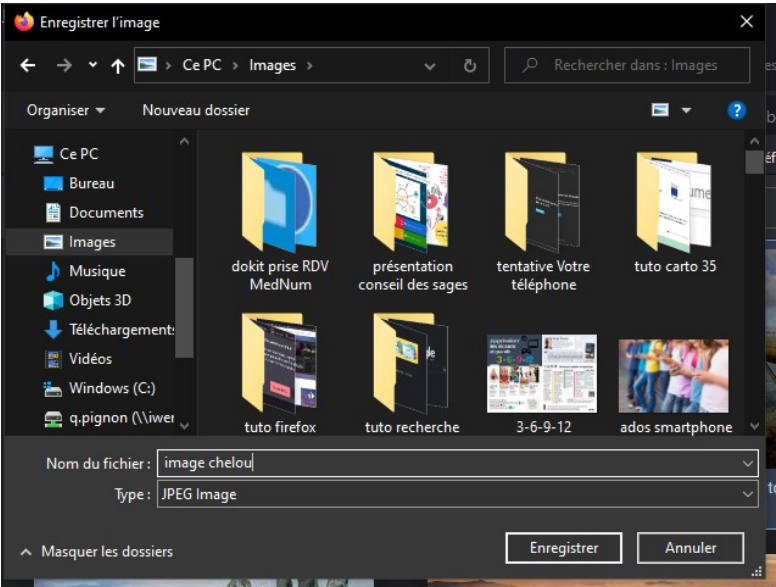 Enregistrer l'image
Ce PC > Images >
Rechercher dans : Images
Organiser
Nouveau dossier
Ce PC
Bureau
Documents
Images
Musique
Objets 3D
Téléchargements
Vidéos
Windows (C:)
q.pignon (\\iwer
dokit prise RDV
MedNum
présentation
conseil des sages
tentative Votre
téléphone
tuto carto 35
tuto firefox
tuto recherche
3-6-9-12
ados smartphone
Nom du fichier : image chelou
Type : JPEG Image
Masquer les dossiers
Enregistrer
Annuler